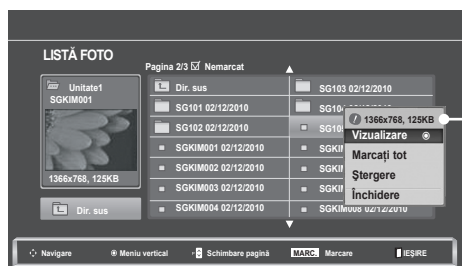 LISTĂ FOTO
Pagina 2/3 ☑ Nemarcat
Unitate1
SGKIM001
1366x768, 125KB
Dir. sus
Dir. sus
SG101 02/12/2010
SG102 02/12/2010
SGKIM001 02/12/2010
SGKIM002 02/12/2010
SGKIM003 02/12/2010
SGKIM004 02/12/2010
SG103 02/12/2010
SGKIM008 02/12/2010
1366x768, 125KB
Vizualizare
Marcați tot
Ștergere
Închidere
Navigare
Meniu vertical
Schimbare pagină
MARC. Marcare
IEȘIRE